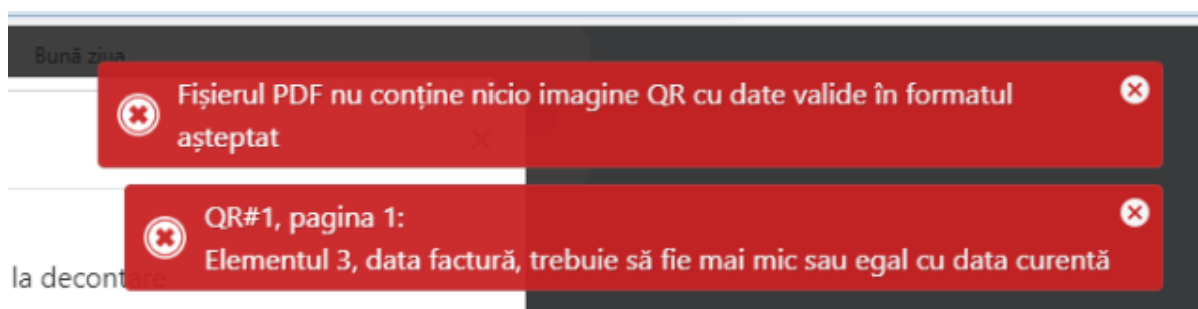 Bună ziua
Fișierul PDF nu conține nicio imagine QR cu date valide în formatul
așteptat
QR#1, pagina 1:
Elementul 3, data factură, trebuie să fie mai mic sau egal cu data curentă
la decontare